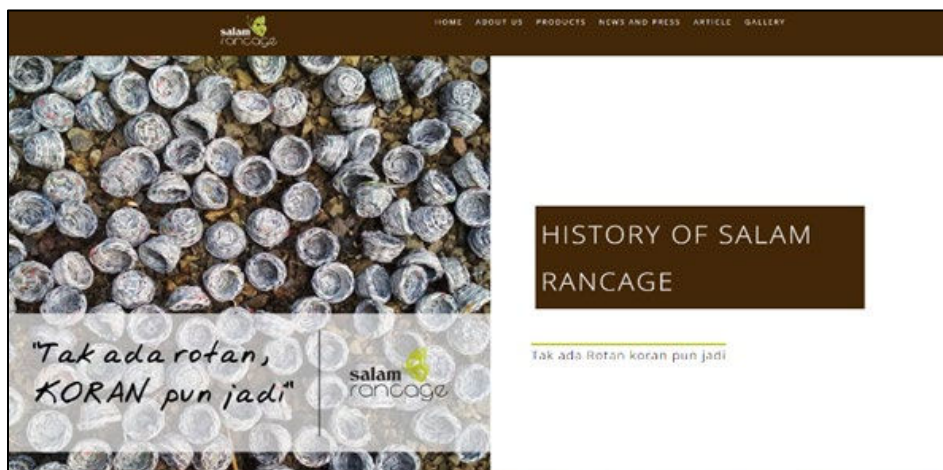 salam
rancage
HOME ABOUT US PRODUCTS NEWS AND PRESS ARTICLE GALLERY
HISTORY OF SALAM
RANCAGE
Tak ada Rotan koran pun jadi
"Tak ada rotan,
KORAN pun jadi"
salam
rancage